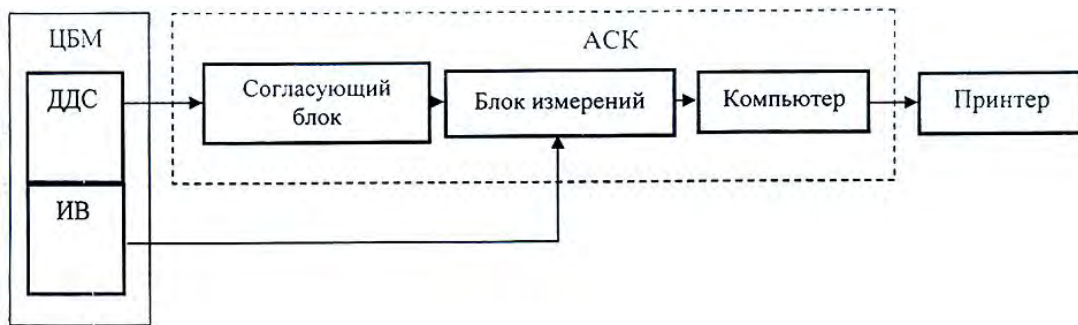 ЦБМ
АСК
ДДС
Согласующий
блок
Блок измерений
Компьютер
Принтер
ИВ